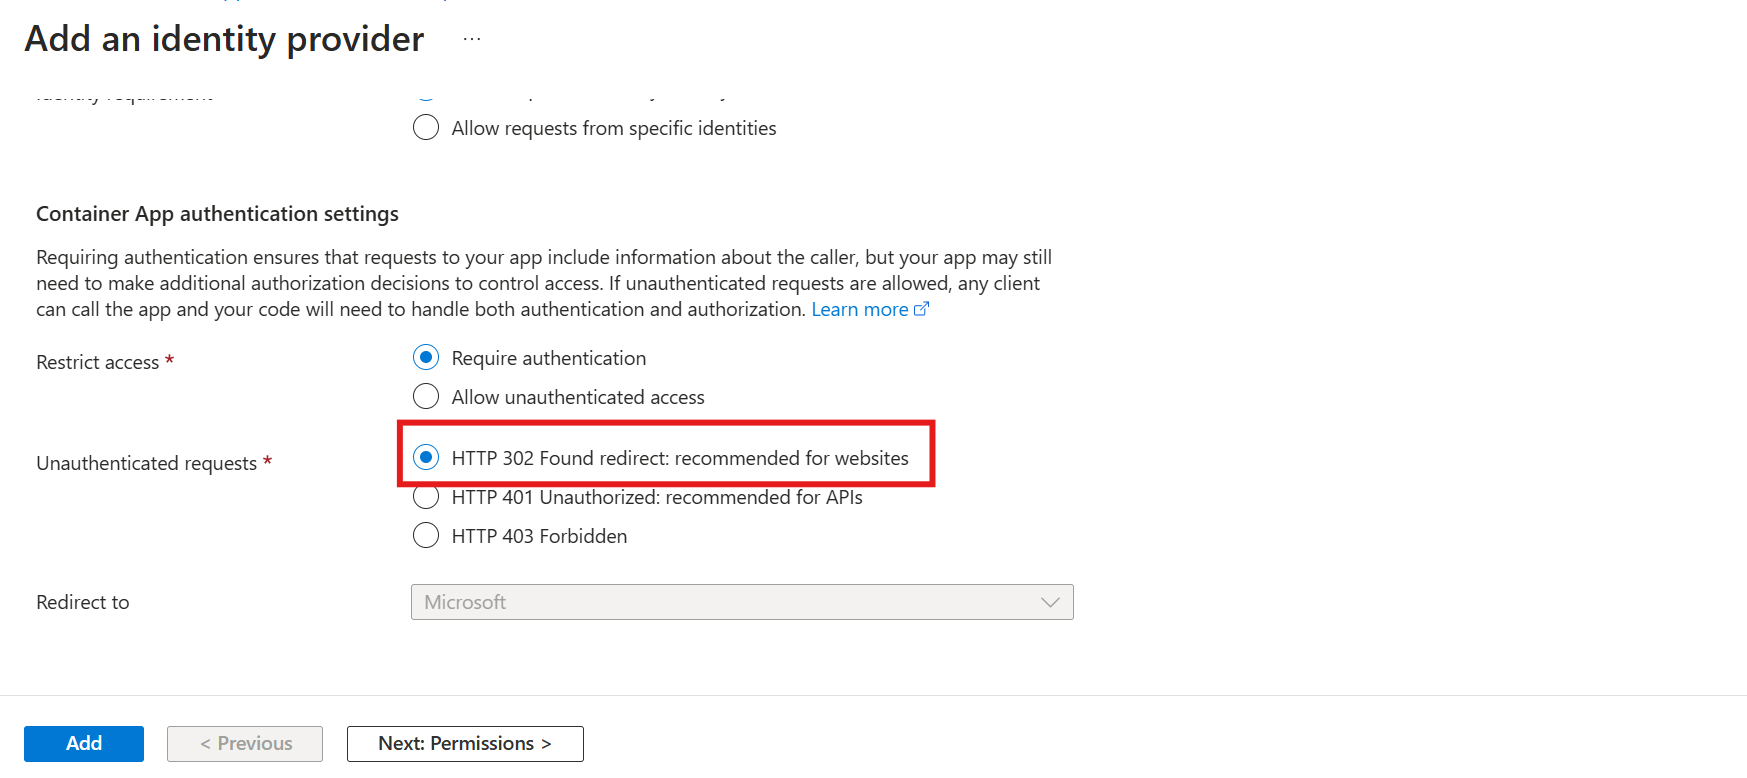 Add an identity provider
...
Allow requests from specific identities
Container App authentication settings
Requiring authentication ensures that requests to your app include information about the caller, but your app may still
need to make additional authorization decisions to control access. If unauthenticated requests are allowed, any client
can call the app and your code will need to handle both authentication and authorization. Learn more
Restrict access *
Require authentication
Allow unauthenticated access
Unauthenticated requests *
HTTP 302 Found redirect: recommended for websites
HTTP 401 Unauthorized: recommended for APIs
HTTP 403 Forbidden
Redirect to
Microsoft
Add
< Previous
Next: Permissions >